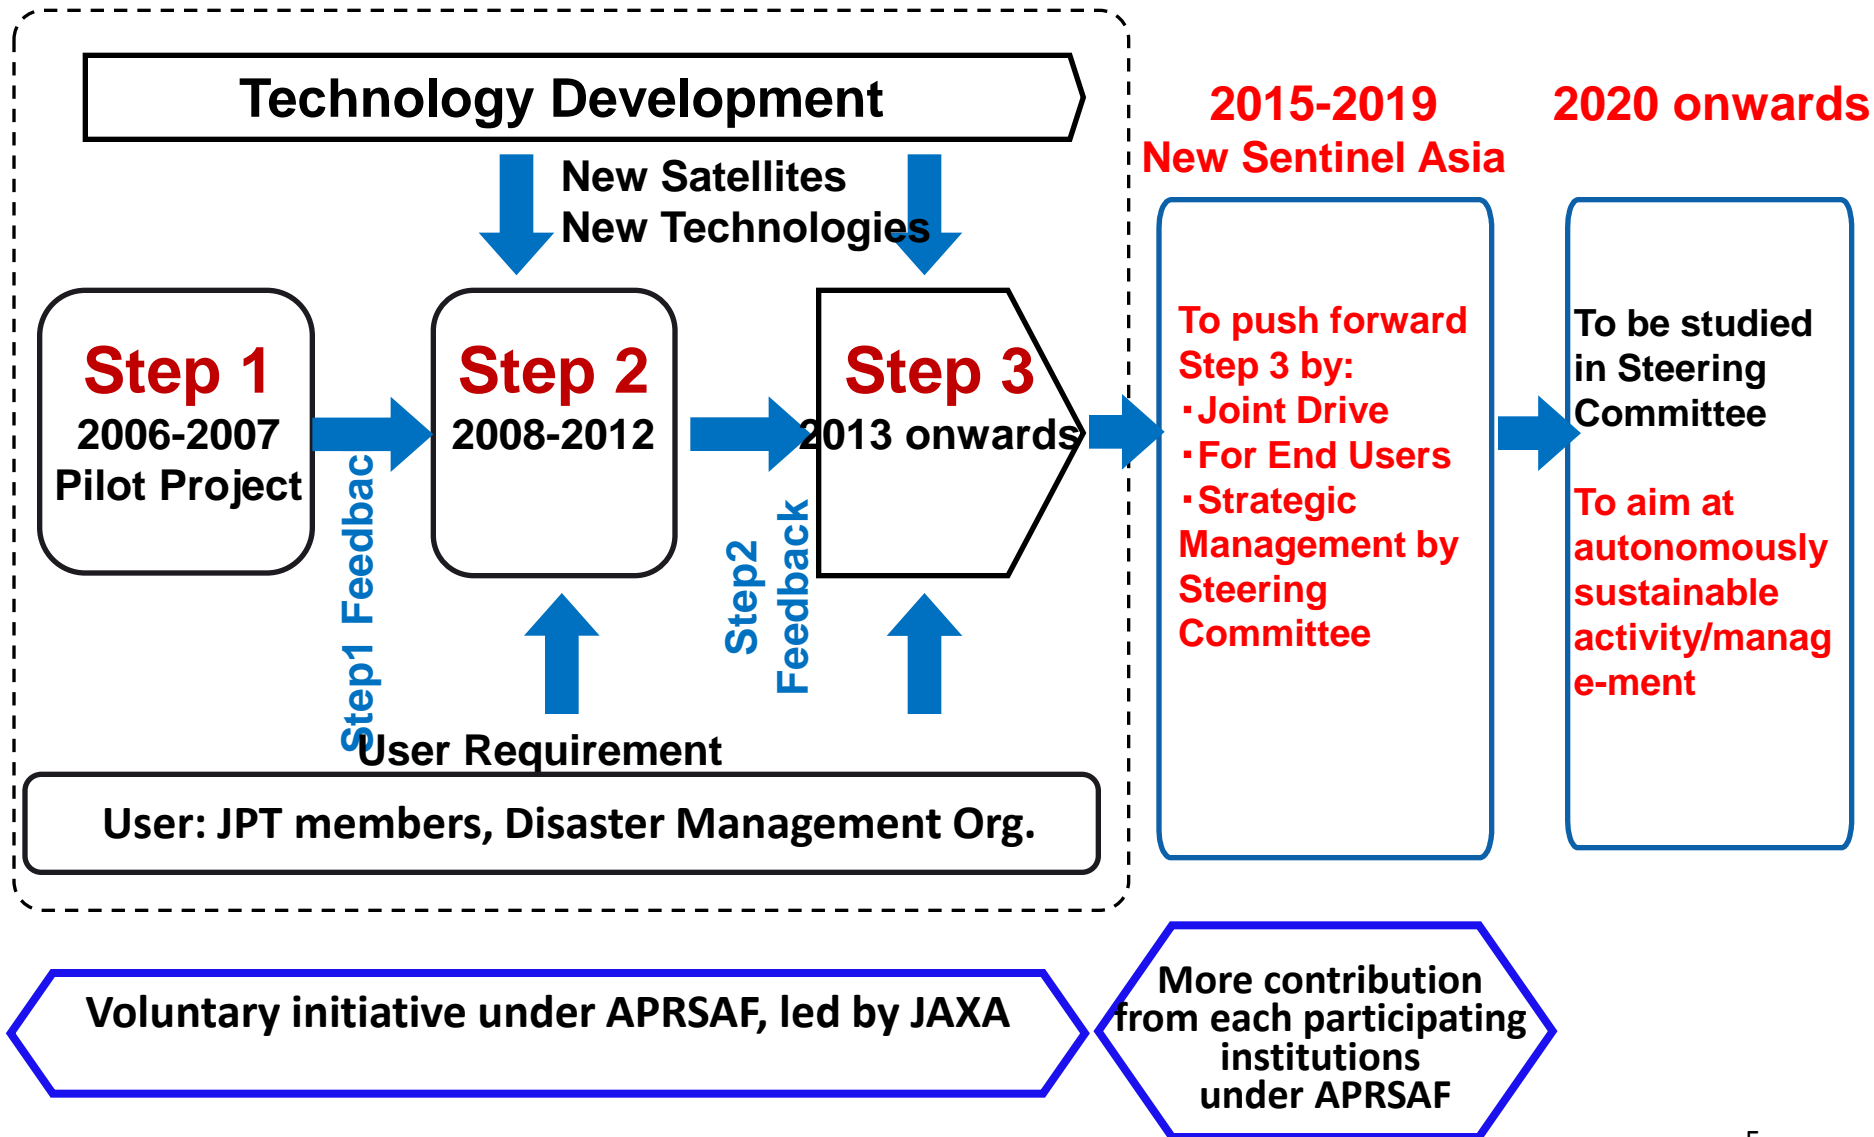 Technology Development
New Satellites
New Technologies
Step 1
2006-2007
Pilot Project
Step1 Feedbac
Step 2
2008-2012
Step2
Feedback
Step 3
2013 onwards
User Requirement
User: JPT members, Disaster Management Org.
2015-2019
New Sentinel Asia
To push forward
Step 3 by:
・Joint Drive
・For End Users
・Strategic
Management by
Steering
Committee
2020 onwards
To be studied
in Steering
Committee
To aim at
autonomously
sustainable
activity/manag
e-ment
Voluntary initiative under APRSAF, led by JAXA
More contribution
from each participating
institutions
under APRSAF